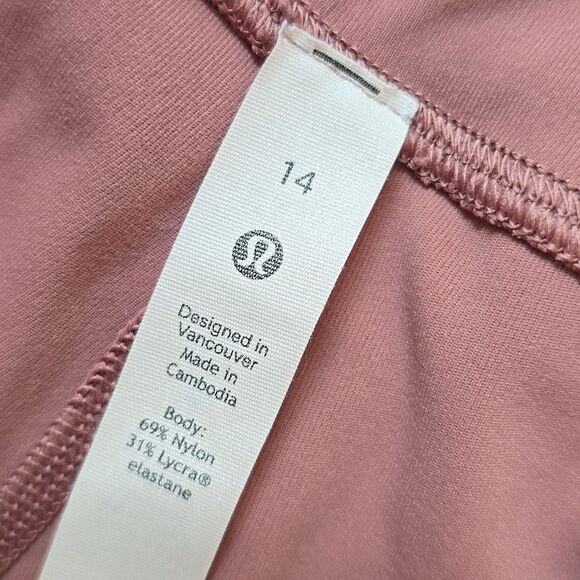 14
Designed in
Vancouver
Made in
Cambodia
Body:
69% Nylon
31% Lycra®
elastane